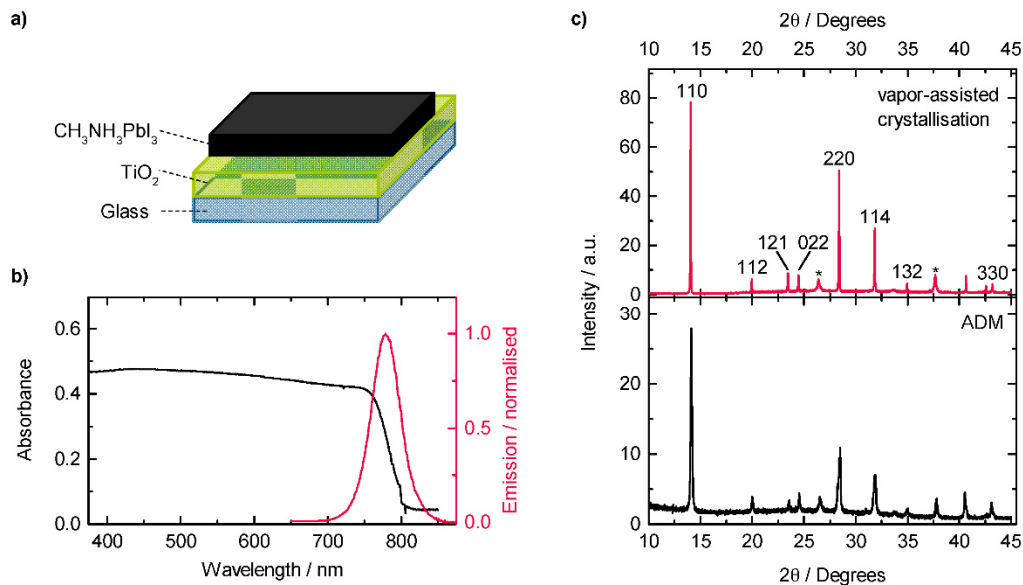 a)
CH₃NH₃PbI₃
TiO₂
Glass
b)
0.6
0.4
0.2
0.0
Absorbance
400 500 600 700 800
Wavelength / nm
1.0
0.5
0.0
Emission / normalised
c)
2θ / Degrees
10 15 20 25 30 35 40 45
80
60
40
20
0
110
112
121
022
*
220
114
132
*
330
vapor-assisted
crystallisation
Intensity / a.u.
30
20
10
0
ADM
10 15 20 25 30 35 40 45
2θ / Degrees